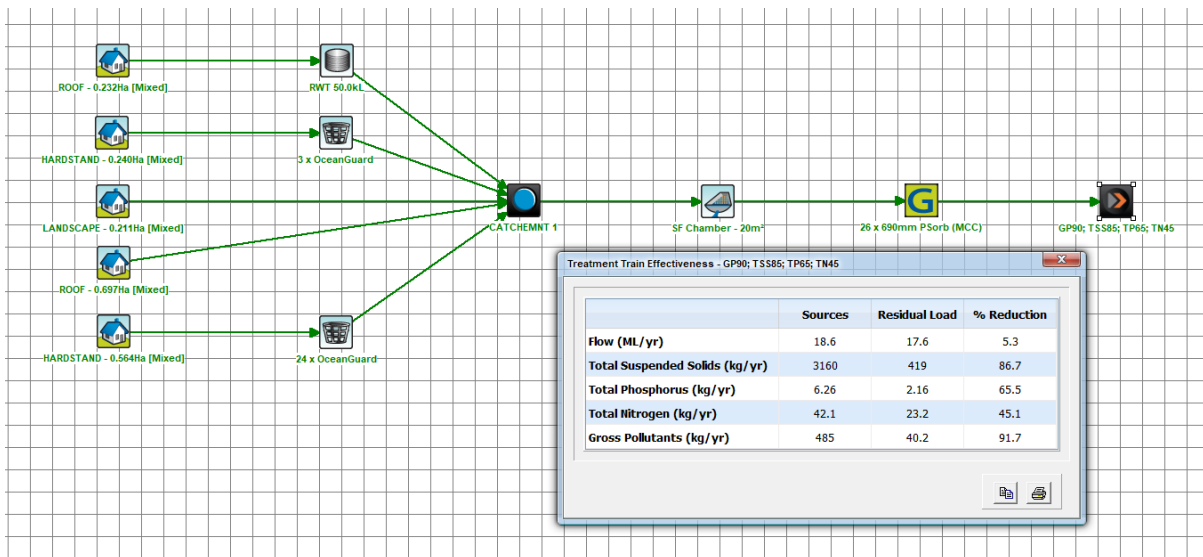 ROOF - 0.232Ha [Mixed]
RWT 50.0kL
HARDSTAND - 0.240Ha [Mixed]
3 x OceanGuard
LANDSCAPE - 0.211Ha [Mixed]
CATCHEMNT 1
SF Chamber - 20m²
G
26 x 690mm PSorb (MCC)
GP90; TSS85; TP65; TN45
ROOF - 0.697Ha [Mixed]
HARDSTAND - 0.564Ha [Mixed]
24 x OceanGuard
Treatment Train Effectiveness - GP90; TSS85; TP65; TN45
Sources Residual Load % Reduction
Flow (ML/yr) 18.6 17.6 5.3
Total Suspended Solids (kg/yr) 3160 419 86.7
Total Phosphorus (kg/yr) 6.26 2.16 65.5
Total Nitrogen (kg/yr) 42.1 23.2 45.1
Gross Pollutants (kg/yr) 485 40.2 91.7